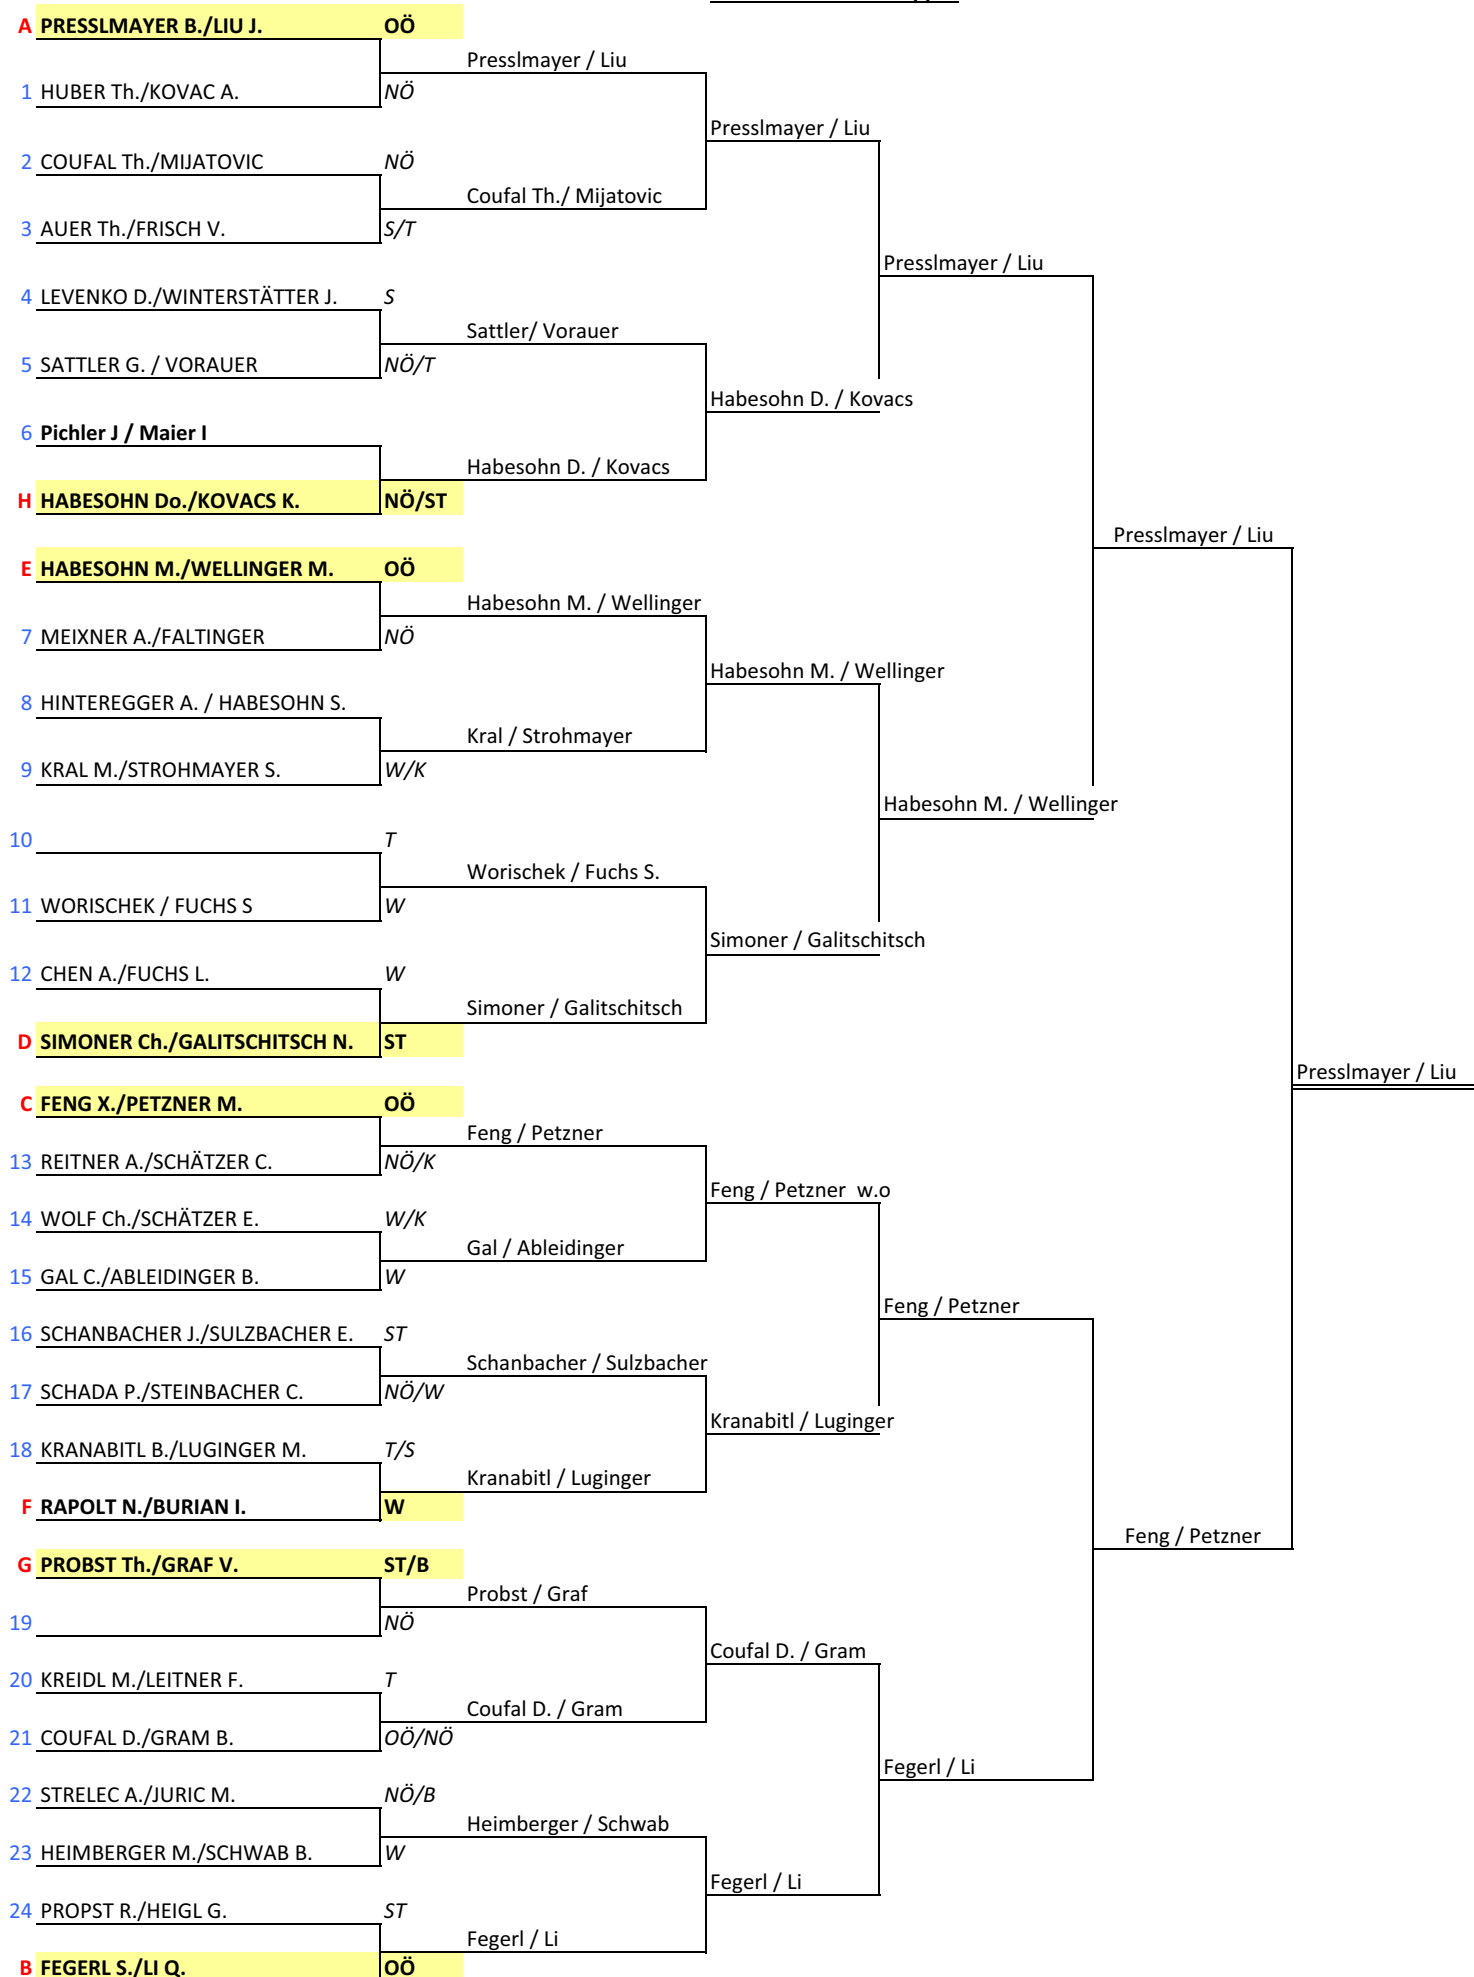 A PRESSLMAYER B./LIU J. OÖ
Presslmayer / Liu
1 HUBER Th./KOVAC A. NÖ
Presslmayer / Liu
2 COUFAL Th./MIJATOVIC NÖ
Coufal Th./ Mijatovic
3 AUER Th./FRISCH V. S/T
Presslmayer / Liu
4 LEVENKO D./WINTERSTÄTTER J. S
Sattler/ Vorauer
5 SATTLER G. / VORAUER NÖ/T
Habesohn D. / Kovacs
6 Pichler J / Maier I
Habesohn D. / Kovacs
H HABESOHN Do./KOVACS K. NÖ/ST
Presslmayer / Liu
E HABESOHN M./WELLINGER M. OÖ
Habesohn M. / Wellinger
7 MEIXNER A./FALTINGER NÖ
Habesohn M. / Wellinger
8 HINTEREGGER A. / HABESOHN S.
Kral / Strohmayer
9 KRAL M./STROHMAYER S. W/K
Habesohn M. / Wellinger
10 T
Worischek / Fuchs S.
11 WORISCHEK / FUCHS S W
Simoner / Galitschitsch
12 CHEN A./FUCHS L. W
Simoner / Galitschitsch
D SIMONER Ch./GALITSCHITSCH N. ST
Presslmayer / Liu
C FENG X./PETZNER M. OÖ
Feng / Petzner
13 REITNER A./SCHÄTZER C. NÖ/K
Feng / Petzner w.o
14 WOLF Ch./SCHÄTZER E. W/K
Gal / Ableidinger
15 GAL C./ABLEIDINGER B. W
Feng / Petzner
16 SCHANBACHER J./SULZBACHER E. ST
Schanbacher / Sulzbacher
17 SCHADA P./STEINBACHER C. NÖ/W
Kranabitl / Luginger
18 KRANABITL B./LUGINGER M. T/S
Kranabitl / Luginger
F RAPOLT N./BURIAN I. W
Feng / Petzner
G PROBST Th./GRAF V. ST/B
Probst / Graf
19 NÖ
Coufal D. / Gram
20 KREIDL M./LEITNER F. T
Coufal D. / Gram
21 COUFAL D./GRAM B. OÖ/NÖ
Fegerl / Li
22 STRELEC A./JURIC M. NÖ/B
Heimberger / Schwab
23 HEIMBERGER M./SCHWAB B. W
Fegerl / Li
24 PROPST R./HEIGL G. ST
Fegerl / Li
B FEGERL S./LI Q. OÖ